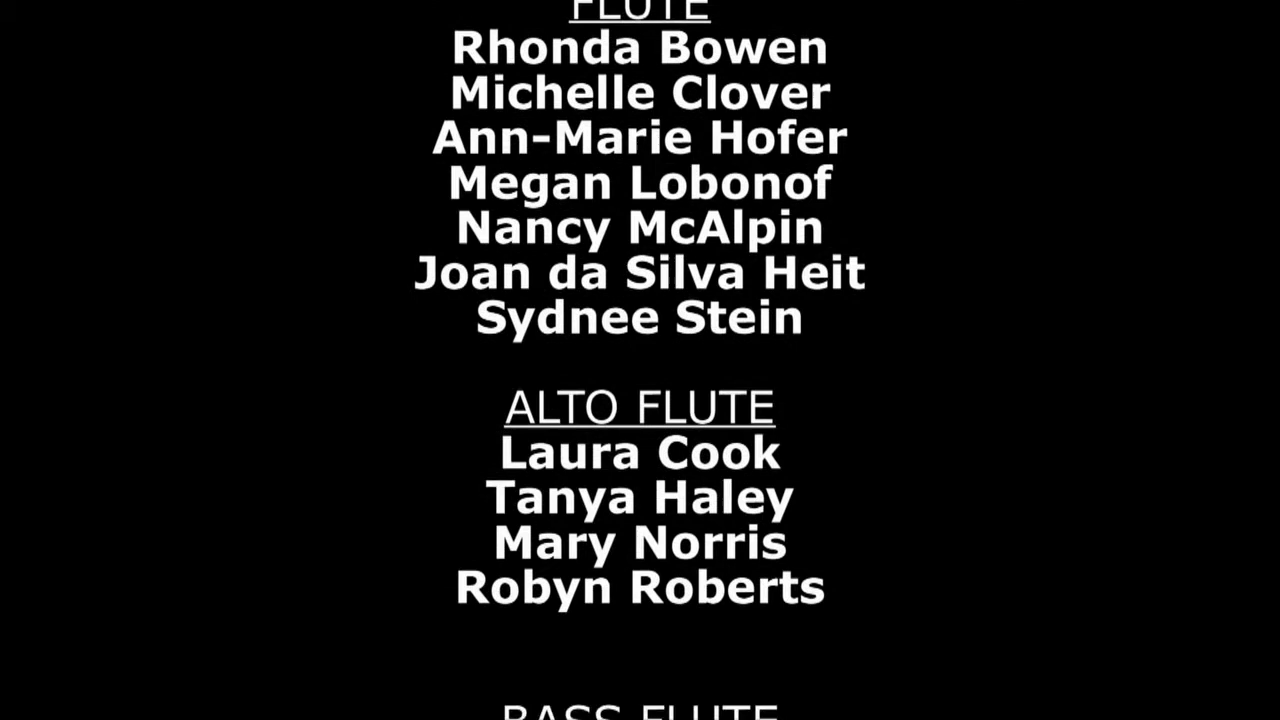 FLUTE
Rhonda Bowen
Michelle Clover
Ann-Marie Hofer
Megan Lobonof
Nancy McAlpin
Joan da Silva Heit
Sydnee Stein
ALTO FLUTE
Laura Cook
Tanya Haley
Mary Norris
Robyn Roberts
BASS FLUTE